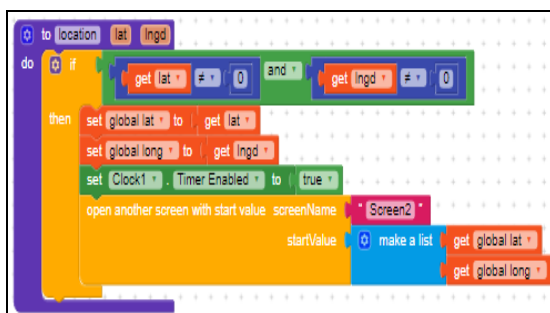 to location lat lngd
do if get lat ≠ 0 and get lngd ≠ 0
then set global lat to get lat
set global long to get lngd
set Clock1 . Timer Enabled to true
open another screen with start value screenName " Screen2 "
startValue make a list get global lat
get global long